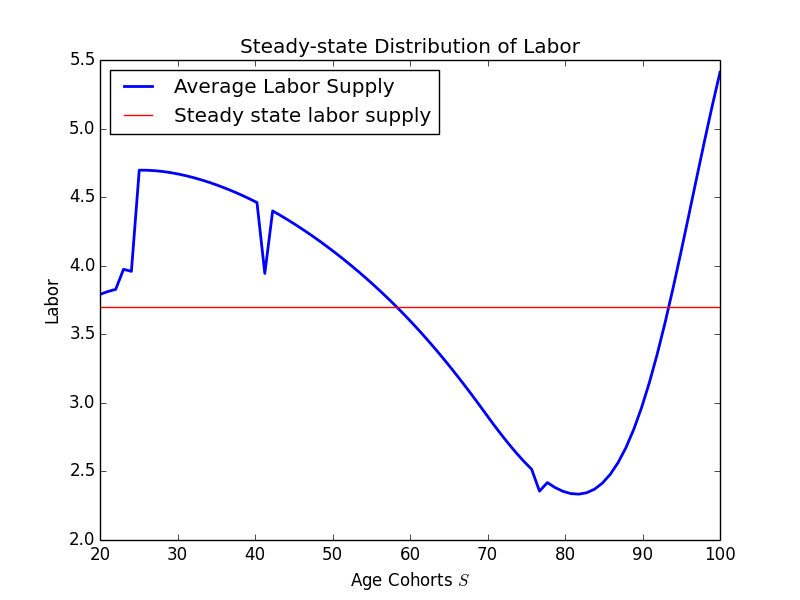 Steady-state Distribution of Labor
Average Labor Supply
Steady state labor supply
5.5
5.0
4.5
4.0
3.5
3.0
2.5
2.0
Labor
20 30 40 50 60 70 80 90 100
Age Cohorts S